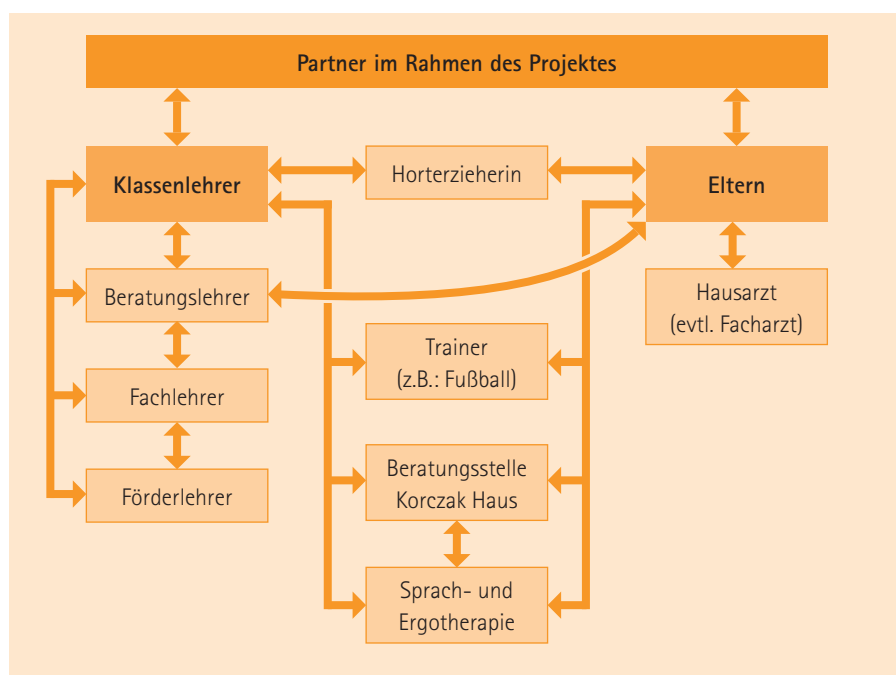 Partner im Rahmen des Projektes
Klassenlehrer
Horterzieherin
Eltern
Beratungslehrer
Hausarzt
(evtl. Facharzt)
Trainer
(z.B.: Fußball)
Fachlehrer
Beratungsstelle
Korczak Haus
Förderlehrer
Sprach- und
Ergotherapie